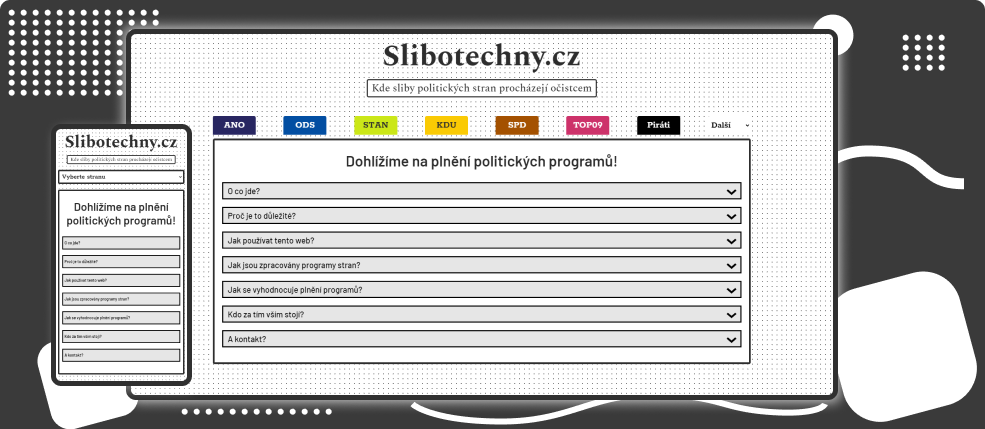 Slibotechny.cz
Kde sliby politických stran procházejí očistcem
ANO ODS STAN KDU SPD TOP09 Piráti Další
Dohlížíme na plnění politických programů!
O co jde?
Proč je to důležité?
Jak používat tento web?
Jak jsou zpracovány programy stran?
Jak se vyhodnocuje plnění programů?
Kdo za tím vším stojí?
A kontakt?
Slibotechny.cz
Kde sliby politických stran procházejí očistcem
Vyberte stranu
Dohlížíme na plnění
politických programů!
O co jde?
Proč je to důležité?
Jak používat tento web?
Jak jsou zpracovány programy stran?
Jak se vyhodnocuje plnění programů?
Kdo za tím vším stojí?
A kontakt?